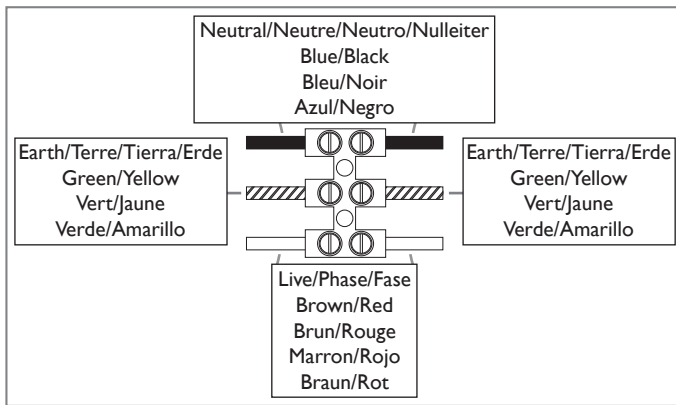 Neutral/Neutre/Neutro/Nulleiter
Blue/Black
Bleu/Noir
Azul/Negro
Earth/Terre/Tierra/Erde
Green/Yellow
Vert/Jaune
Verde/Amarillo
Earth/Terre/Tierra/Erde
Green/Yellow
Vert/Jaune
Verde/Amarillo
Live/Phase/Fase
Brown/Red
Brun/Rouge
Marron/Rojo
Braun/Rot